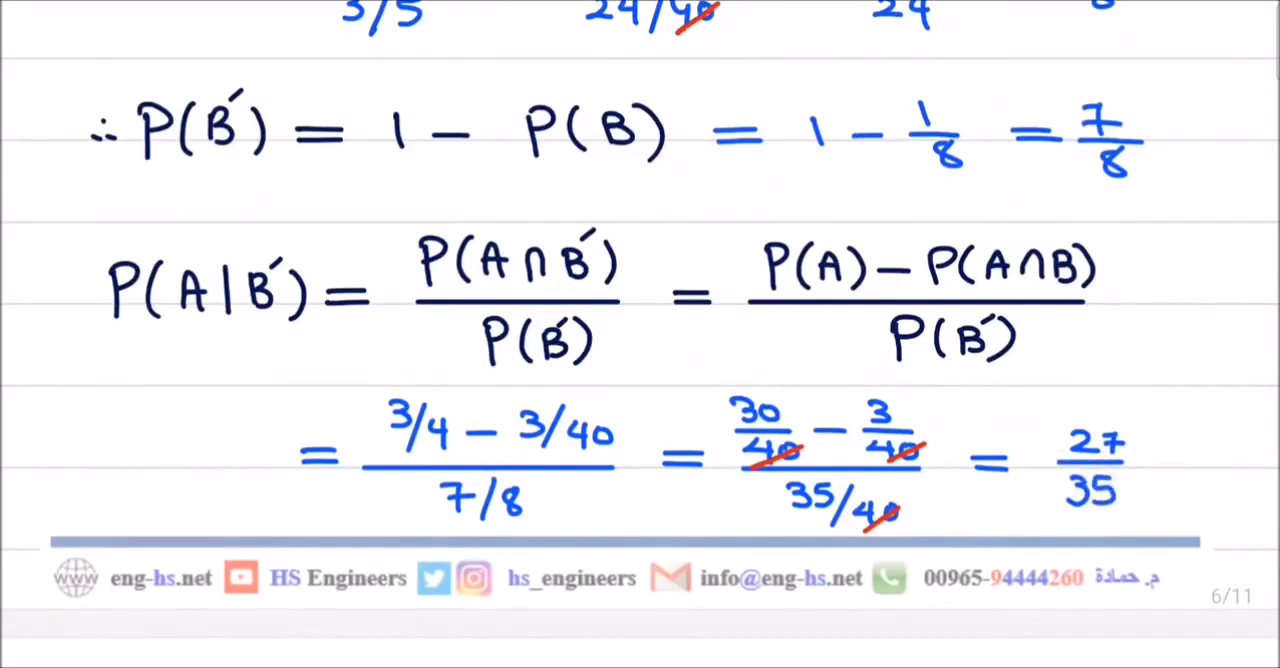 3/5 24/40 24
∴ P(B′) = 1 − P(B) = 1 − 1/8 = 7/8
P(A|B′) = P(A∩B′)/P(B′) = P(A) − P(A∩B)/P(B′)
= 3/4 − 3/40 / 7/8 = 30/40 − 3/40 / 35/40 = 27/35
www eng-hs.net HS Engineers hs_engineers info@eng-hs.net 00965-94444260 م. حمادة
6/11